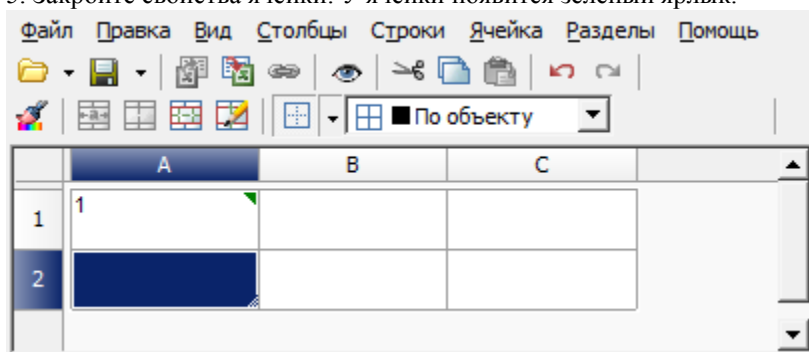 5. Закройте свойства ячейки. У ячейки появится зеленый ярлык.
Файл Правка Вид Столбцы Строки Ячейка Разделы Помощь
По объекту
A B C
1 1
2